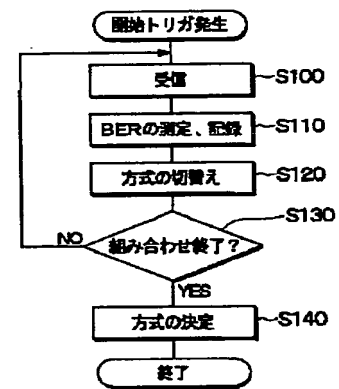 開始トリガ発生
受信
S100
BERの測定、記録
S110
方式の切替え
S120
S130
組み合わせ終了?
NO
YES
方式の決定
S140
終了